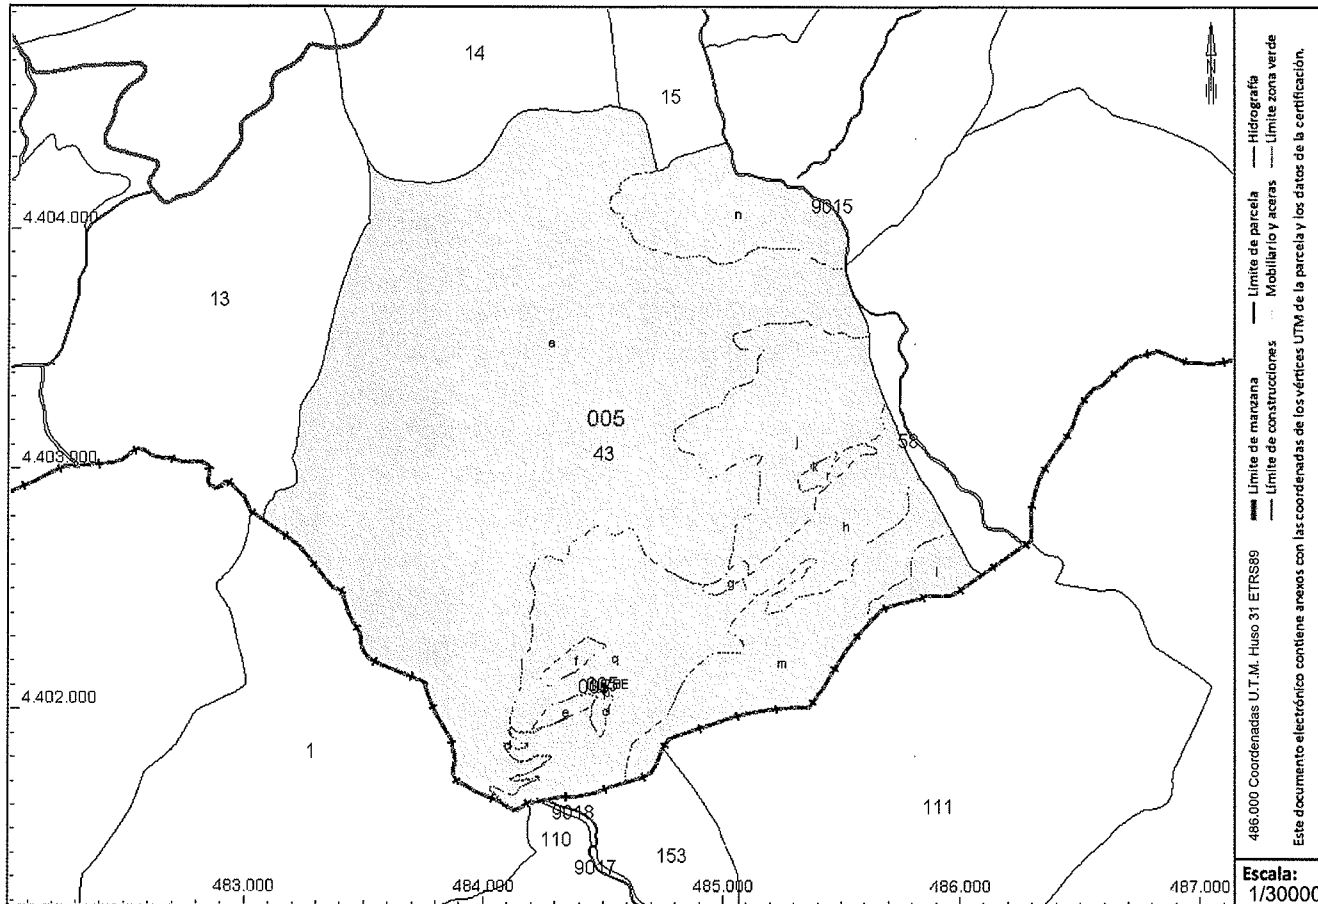 14
15
N
n
9015
4.404.000
13
a
005
43
j
58
k
r
4.403.000
h
g
i
f
q
m
e
d
4.402.000
1
111
9018
110
153
9017
483.000
484.000
485.000
486.000
487.000
Hidrografía
Límite zona verde
Límite de parcela
Mobiliario y aceras
Límite de manzana
Límite de construcciones
486.000 Coordenadas U.T.M. Huso 31 ETRS89
Este documento electrónico contiene anexos con las coordenadas de los vértices UTM de la parcela y los datos de la certificación.
Escala:
1/30000